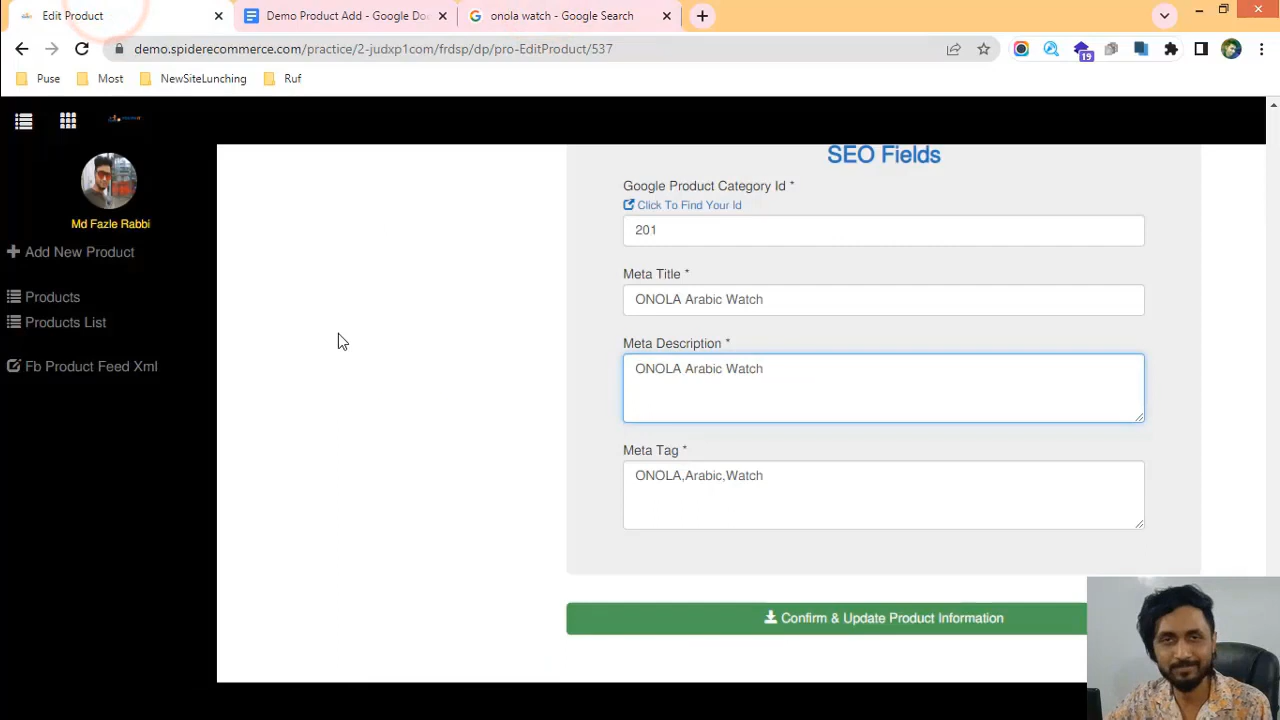 Edit Product
Demo Product Add - Google Doc
onola watch - Google Search
demo.spiderecommerce.com/practice/2-judxp1com/frdsp/dp/pro-EditProduct/537
19
Puse
Most
NewSiteLunching
Ruf
Md Fazle Rabbi
Add New Product
Products
Products List
Fb Product Feed Xml
SEO Fields
Google Product Category Id *
Click To Find Your Id
201
Meta Title *
ONOLA Arabic Watch
Meta Description *
ONOLA Arabic Watch
Meta Tag *
ONOLA,Arabic,Watch
Confirm & Update Product Information